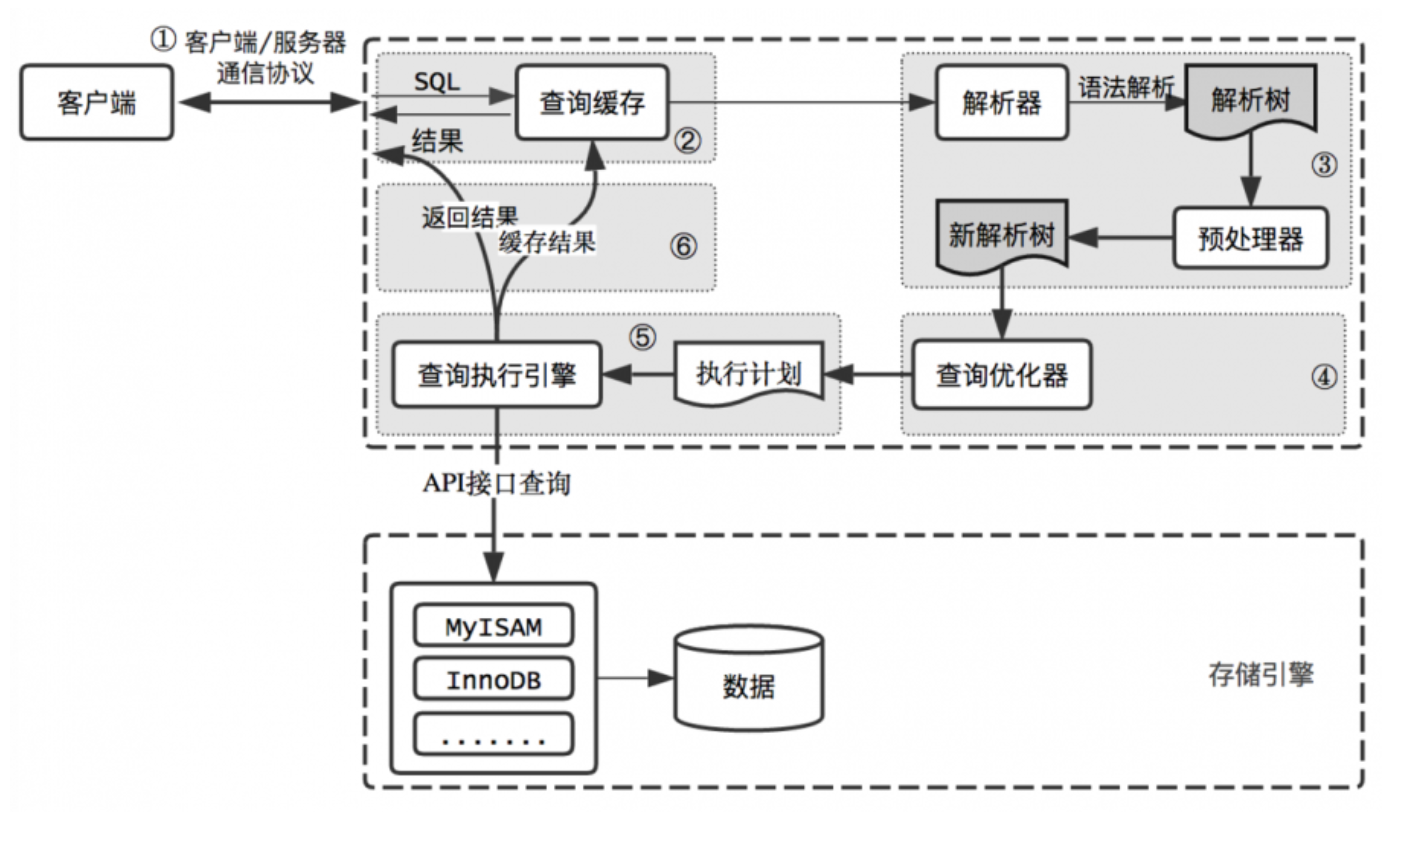 ① 客户端/服务器
通信协议
客户端
SQL
查询缓存
结果
②
解析器
语法解析
解析树
③
预处理器
新解析树
返回结果
缓存结果
⑥
查询执行引擎
⑤
执行计划
查询优化器
④
API接口查询
MyISAM
InnoDB
.......
数据
存储引擎